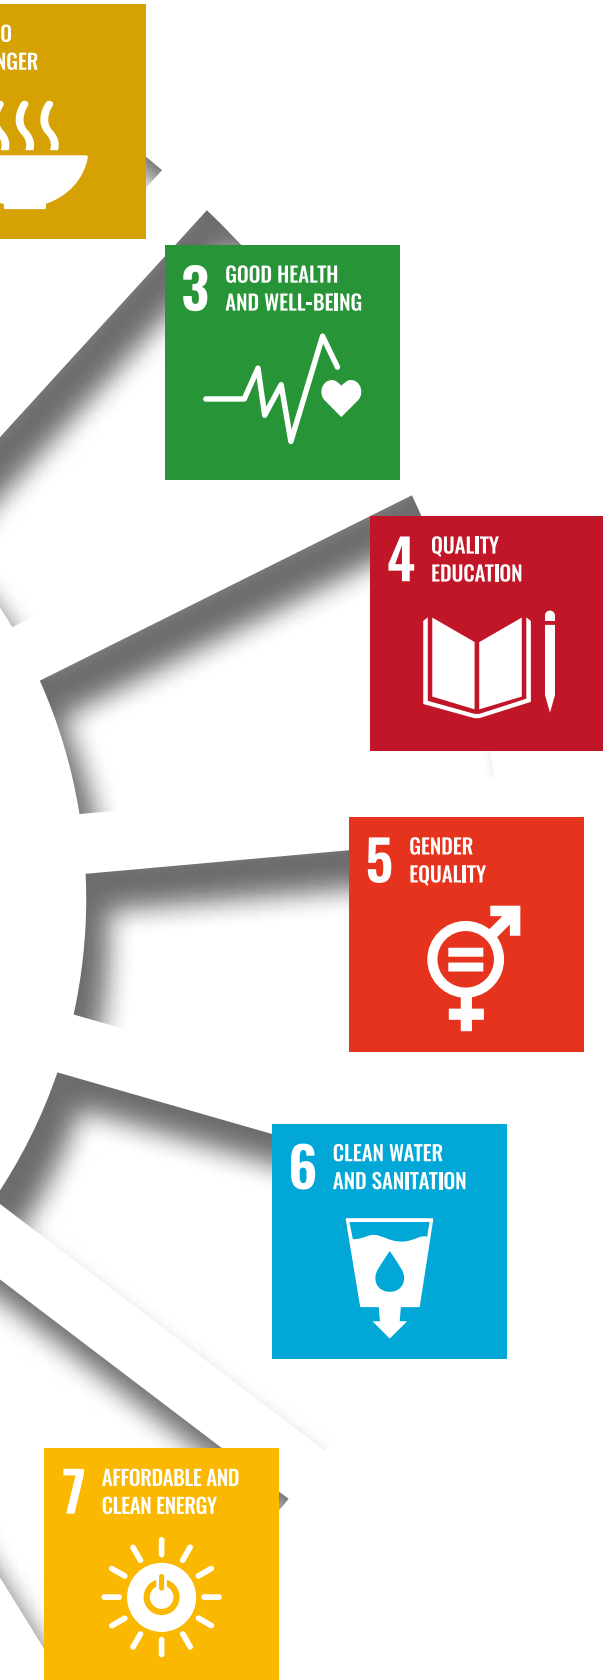 O
NGER
3 GOOD HEALTH
AND WELL-BEING
4 QUALITY
EDUCATION
5 GENDER
EQUALITY
6 CLEAN WATER
AND SANITATION
7 AFFORDABLE AND
CLEAN ENERGY